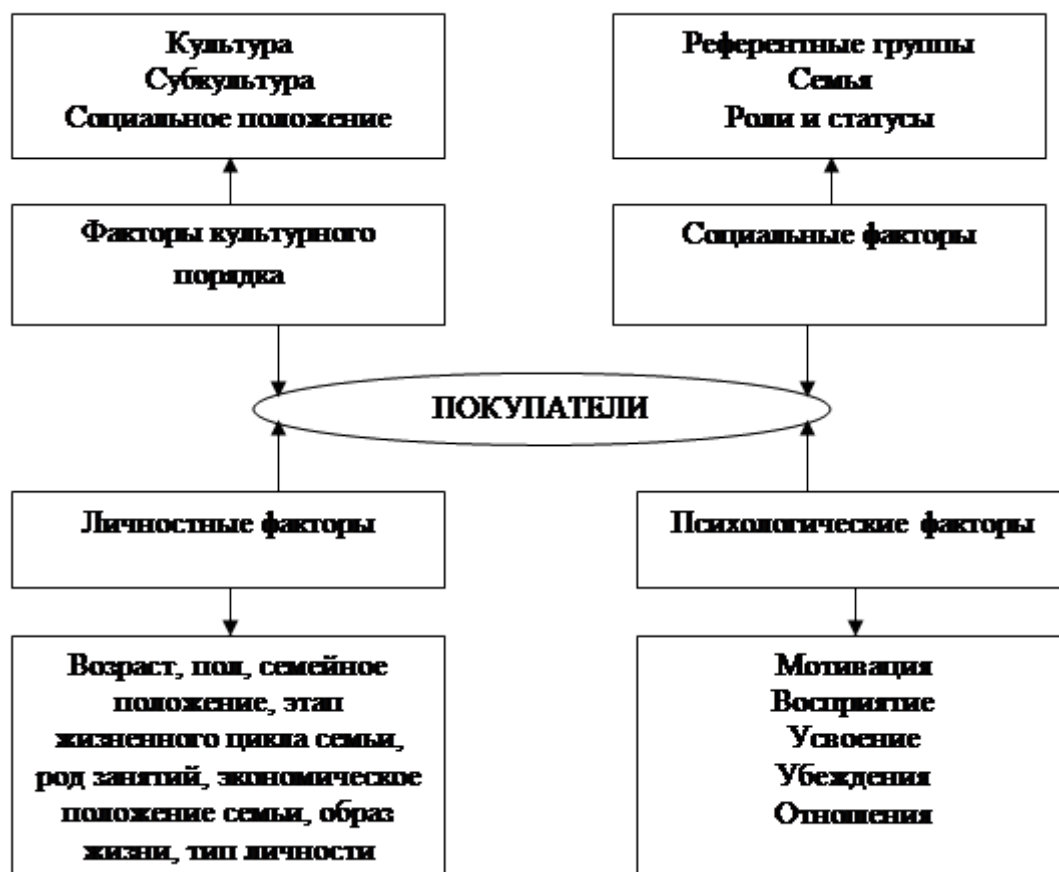 Культура
Субкультура
Социальное положение
Референтные группы
Семья
Роли и статусы
Факторы культурного
порядка
Социальные факторы
ПОКУПАТЕЛИ
Личностные факторы
Психологические факторы
Возраст, пол, семейное
положение, этап
жизненного цикла семьи,
род занятий, экономическое
положение семьи, образ
жизни, тип личности
Мотивация
Восприятие
Усвоение
Убеждения
Отношения